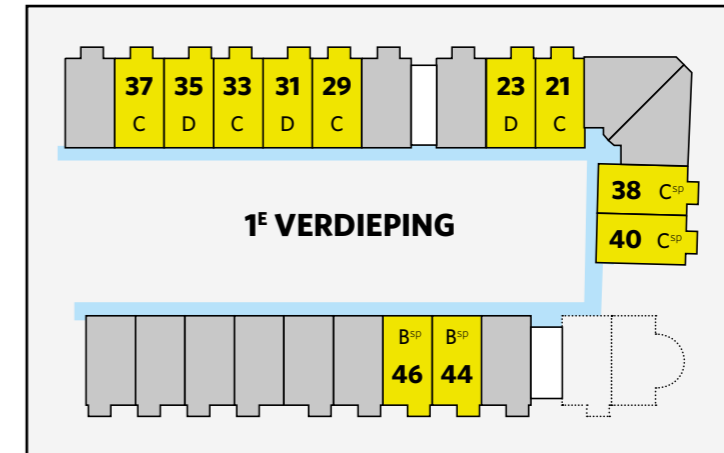 37 35 33 31 29 23 21
C D C D C D C
38 Cˢᵖ
40 Cˢᵖ
1ᴱ VERDIEPING
Bˢᵖ Bˢᵖ
46 44